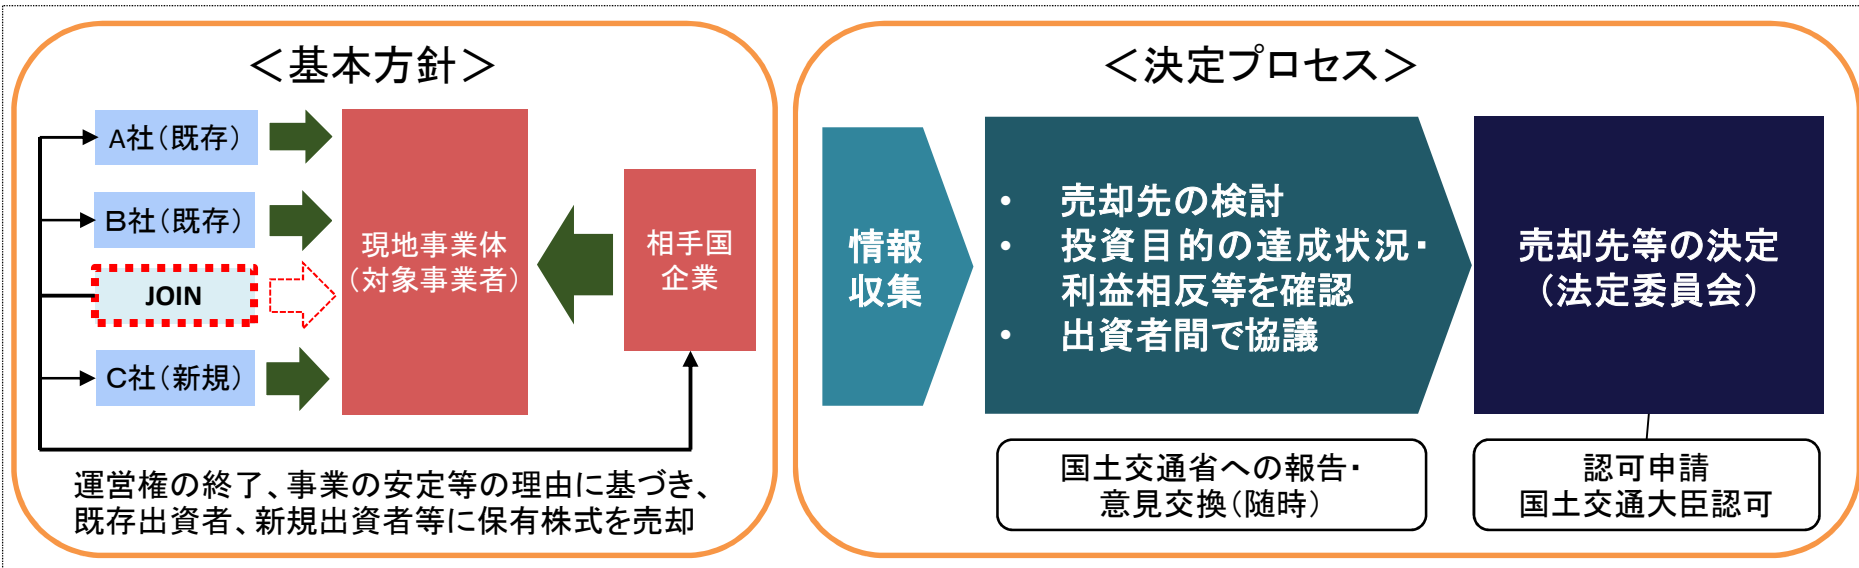 ＜基本方針＞
A社（既存）
B社（既存）
JOIN
C社（新規）
現地事業体
（対象事業者）
相手国
企業
運営権の終了、事業の安定等の理由に基づき、
既存出資者、新規出資者等に保有株式を売却
＜決定プロセス＞
情報
収集
• 売却先の検討
• 投資目的の達成状況・
利益相反等を確認
• 出資者間で協議
売却先等の決定
（法定委員会）
国土交通省への報告・
意見交換（随時）
認可申請
国土交通大臣認可